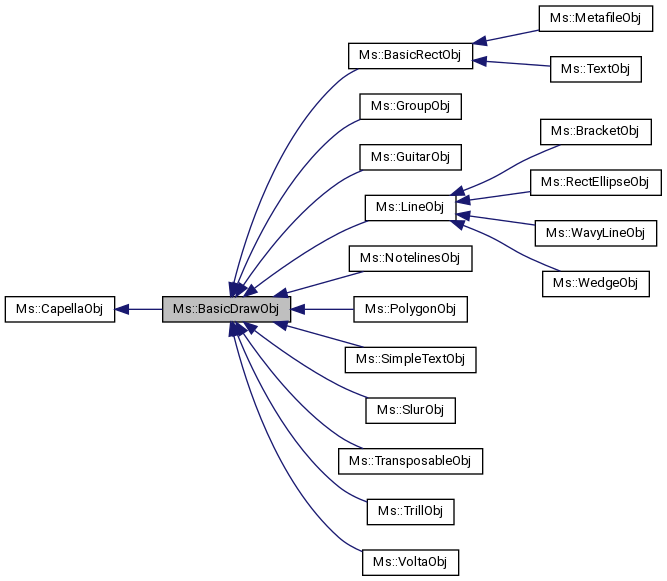 Ms::MetafileObj
Ms::BasicRectObj
Ms::TextObj
Ms::GroupObj
Ms::BracketObj
Ms::GuitarObj
Ms::RectEllipseObj
Ms::LineObj
Ms::WavyLineObj
Ms::NotelinesObj
Ms::WedgeObj
Ms::CapellaObj
Ms::BasicDrawObj
Ms::PolygonObj
Ms::SimpleTextObj
Ms::SlurObj
Ms::TransposableObj
Ms::TrillObj
Ms::VoltaObj